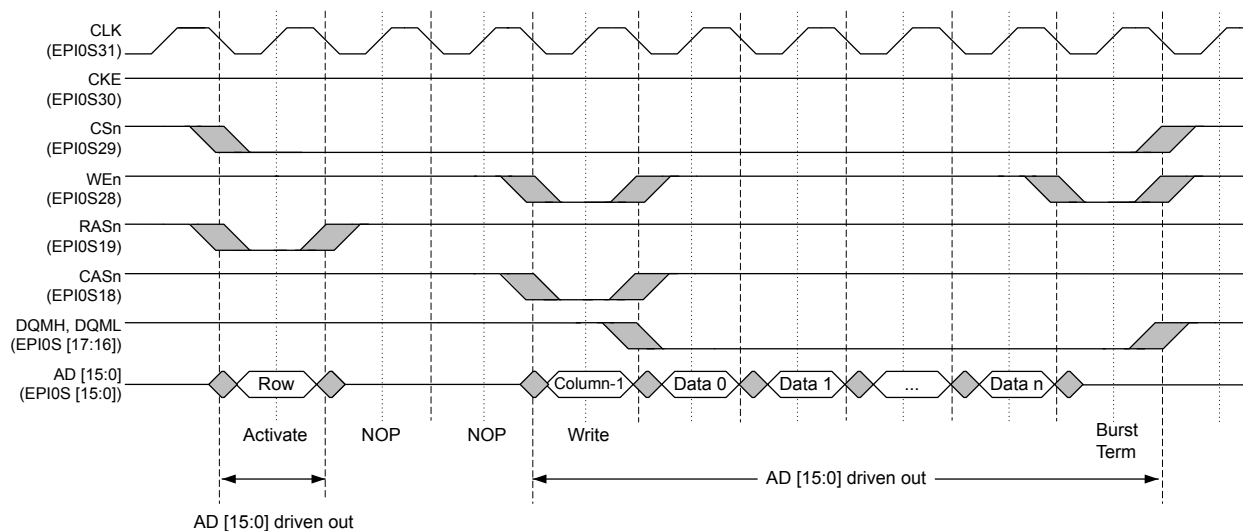 CLK
(EPI0S31)
CKE
(EPI0S30)
CSn
(EPI0S29)
WEn
(EPI0S28)
RASn
(EPI0S19)
CASn
(EPI0S18)
DQMH, DQML
(EPI0S [17:16])
AD [15:0]
(EPI0S [15:0])
Row
Column-1
Data 0
Data 1
...
Data n
Activate
NOP
NOP
Write
Burst
Term
AD [15:0] driven out
AD [15:0] driven out